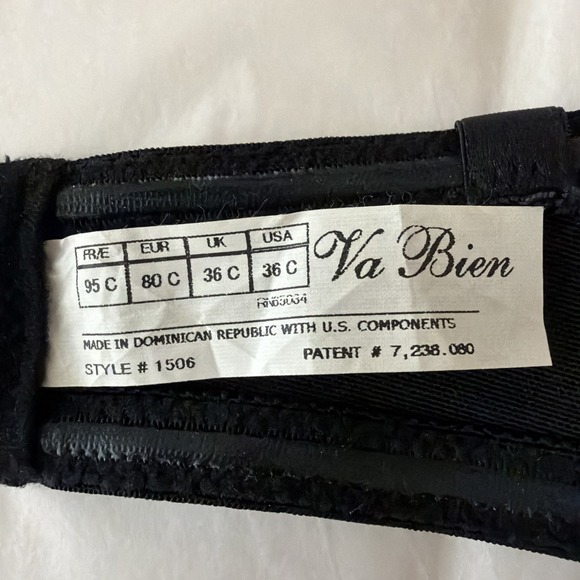 FR/E EUR UK USA
95 C 80 C 36 C 36 C
Va Bien
RN65034
MADE IN DOMINICAN REPUBLIC WITH U.S. COMPONENTS
STYLE # 1506 PATENT # 7,238.080